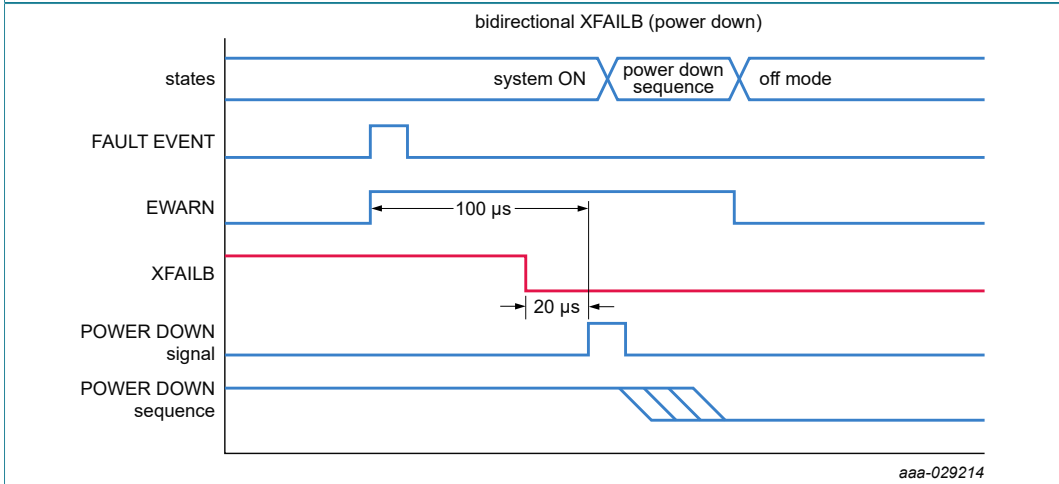 bidirectional XFAILB (power down)
states
system ON
power down
sequence
off mode
FAULT EVENT
EWARN
100 µs
XFAILB
20 µs
POWER DOWN
signal
POWER DOWN
sequence
aaa-029214